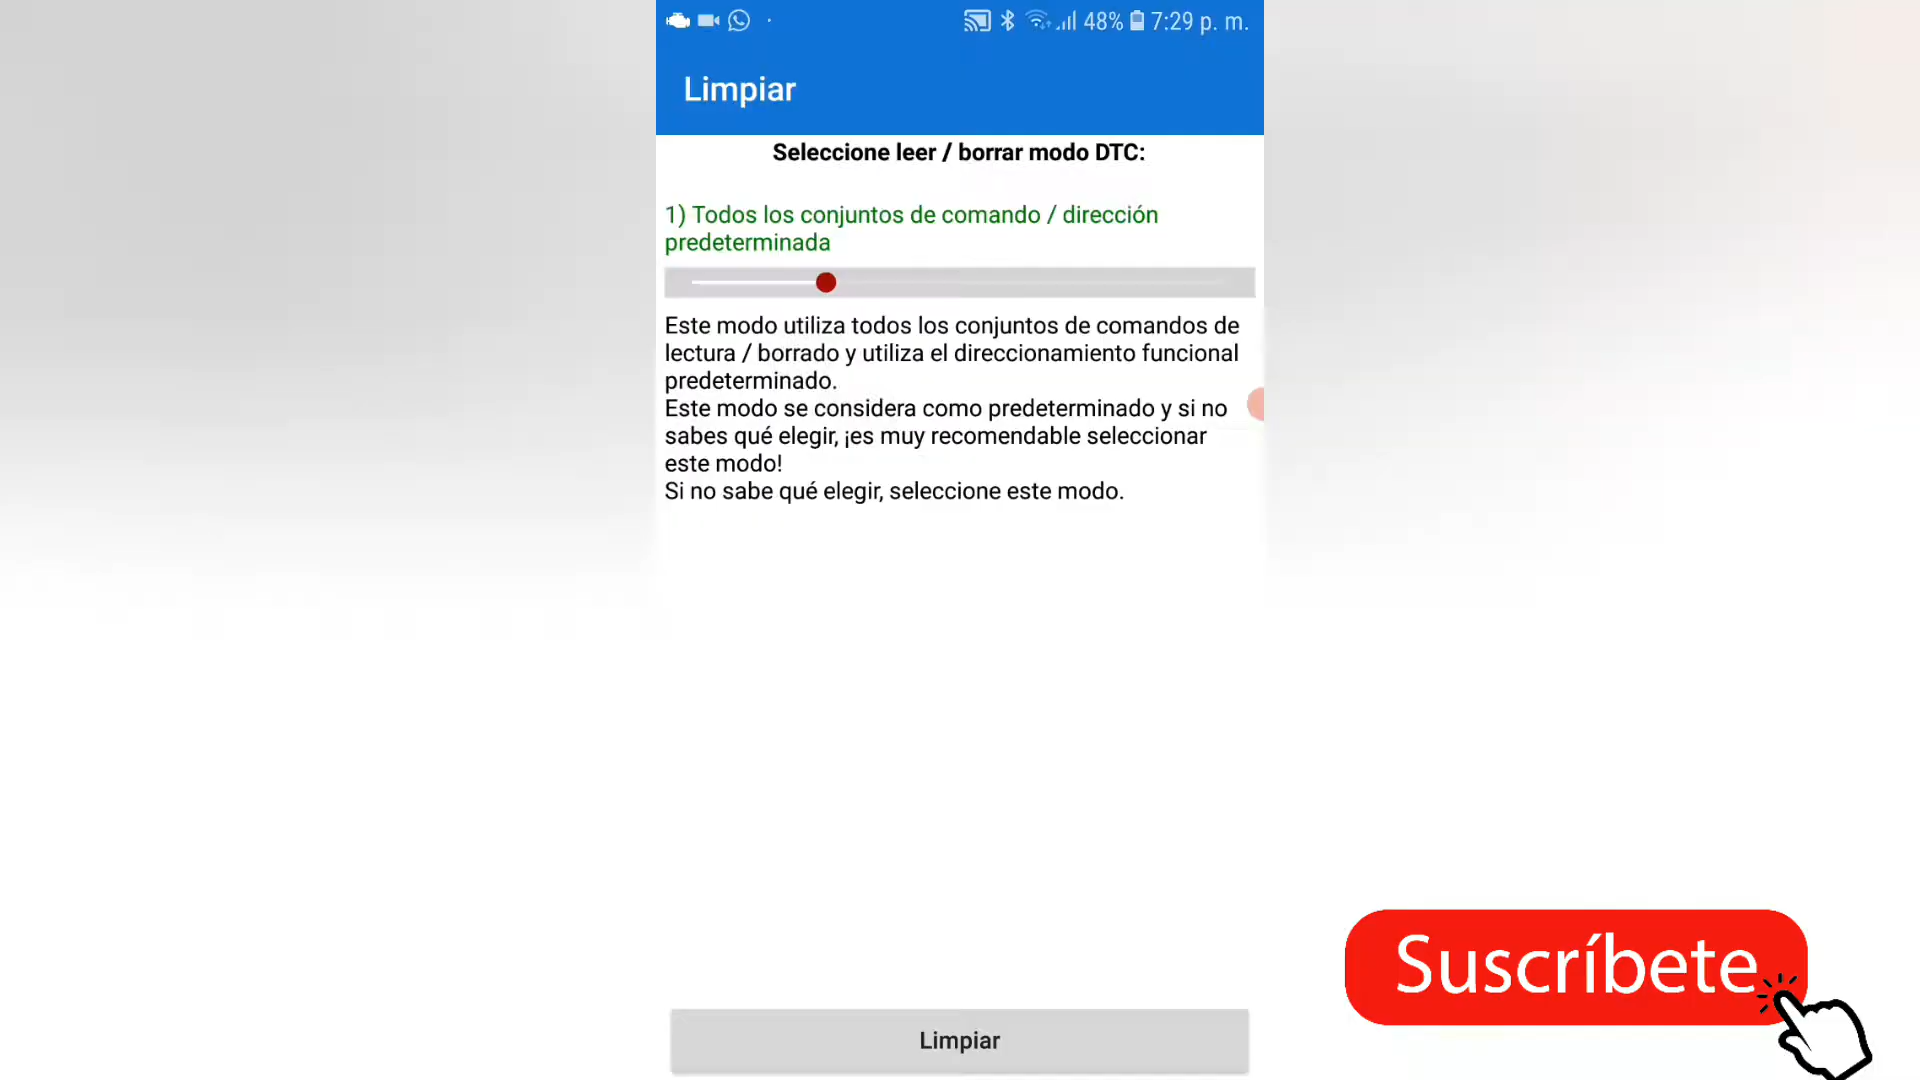 48% 7:29 p. m.
Limpiar
Seleccione leer / borrar modo DTC:
1) Todos los conjuntos de comando / dirección
predeterminada
Este modo utiliza todos los conjuntos de comandos de
lectura / borrado y utiliza el direccionamiento funcional
predeterminado.
Este modo se considera como predeterminado y si no
sabes qué elegir, ¡es muy recomendable seleccionar
este modo!
Si no sabe qué elegir, seleccione este modo.
Suscríbete
Limpiar